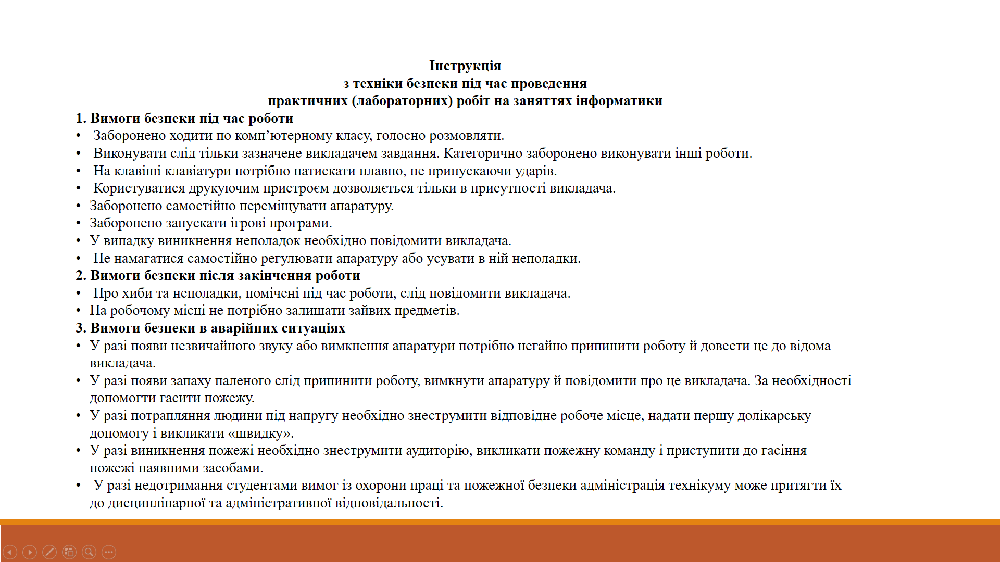 Інструкція
з техніки безпеки під час проведення
практичних (лабораторних) робіт на заняттях інформатики
1. Вимоги безпеки під час роботи
• Заборонено ходити по комп’ютерному класу, голосно розмовляти.
• Виконувати слід тільки зазначене викладачем завдання. Категорично заборонено виконувати інші роботи.
• На клавіші клавіатури потрібно натискати плавно, не припускаючи ударів.
• Користуватися друкуючим пристроєм дозволяється тільки в присутності викладача.
• Заборонено самостійно переміщувати апаратуру.
• Заборонено запускати ігрові програми.
• У випадку виникнення неполадок необхідно повідомити викладача.
• Не намагатися самостійно регулювати апаратуру або усувати в ній неполадки.
2. Вимоги безпеки після закінчення роботи
• Про хиби та неполадки, помічені під час роботи, слід повідомити викладача.
• На робочому місці не потрібно залишати зайвих предметів.
3. Вимоги безпеки в аварійних ситуаціях
• У разі появи незвичайного звуку або вимкнення апаратури потрібно негайно припинити роботу й довести це до відома
викладача.
• У разі появи запаху паленого слід припинити роботу, вимкнути апаратуру й повідомити про це викладача. За необхідності
допомогти гасити пожежу.
• У разі потрапляння людини під напругу необхідно знеструмити відповідне робоче місце, надати першу долікарську
допомогу і викликати «швидку».
• У разі виникнення пожежі необхідно знеструмити аудиторію, викликати пожежну команду і приступити до гасіння
пожежі наявними засобами.
• У разі недотримання студентами вимог із охорони праці та пожежної безпеки адміністрація технікуму може притягти їх
до дисциплінарної та адміністративної відповідальності.